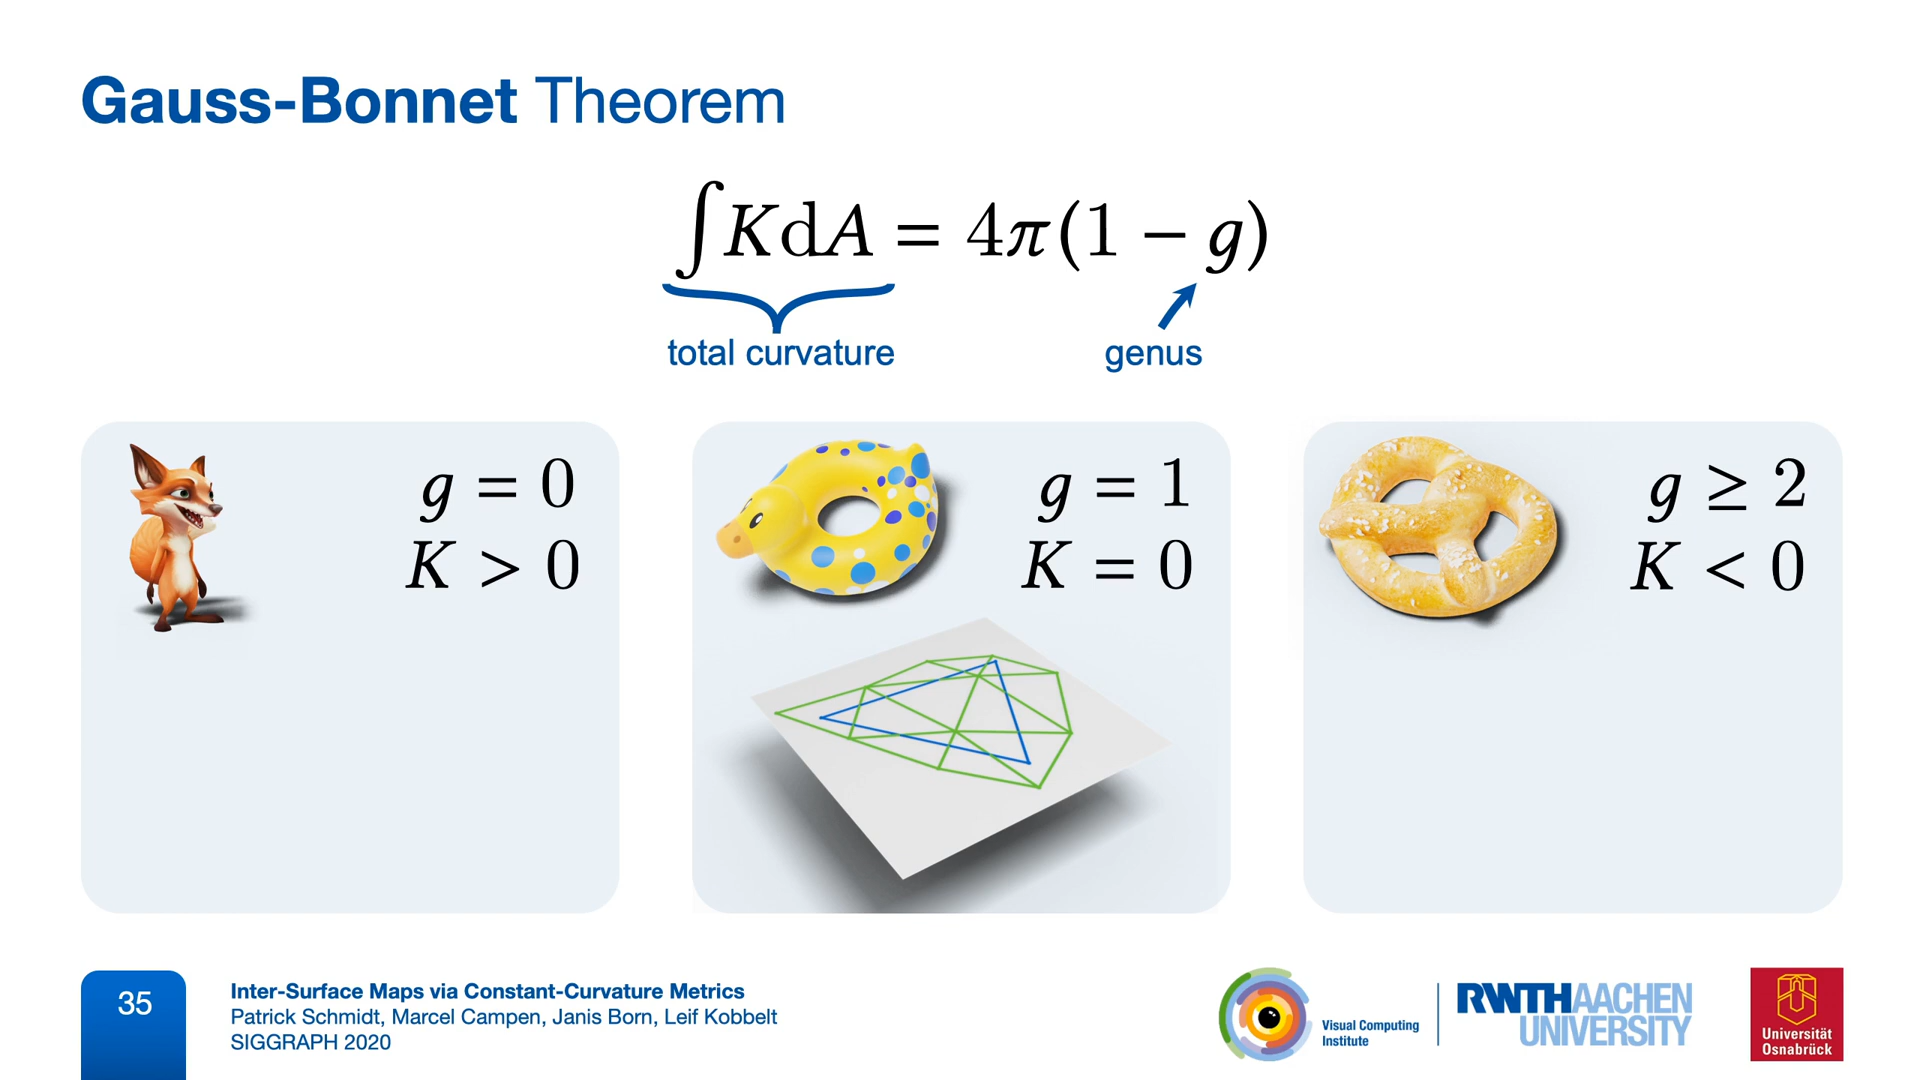 Gauss-Bonnet Theorem
∫KdA = 4π(1 − g)
total curvature
genus
g = 0
K > 0
g = 1
K = 0
g ≥ 2
K < 0
35
Inter-Surface Maps via Constant-Curvature Metrics
Patrick Schmidt, Marcel Campen, Janis Born, Leif Kobbelt
SIGGRAPH 2020
Visual Computing
Institute
RWTHAACHEN
UNIVERSITY
Universität
Osnabrück